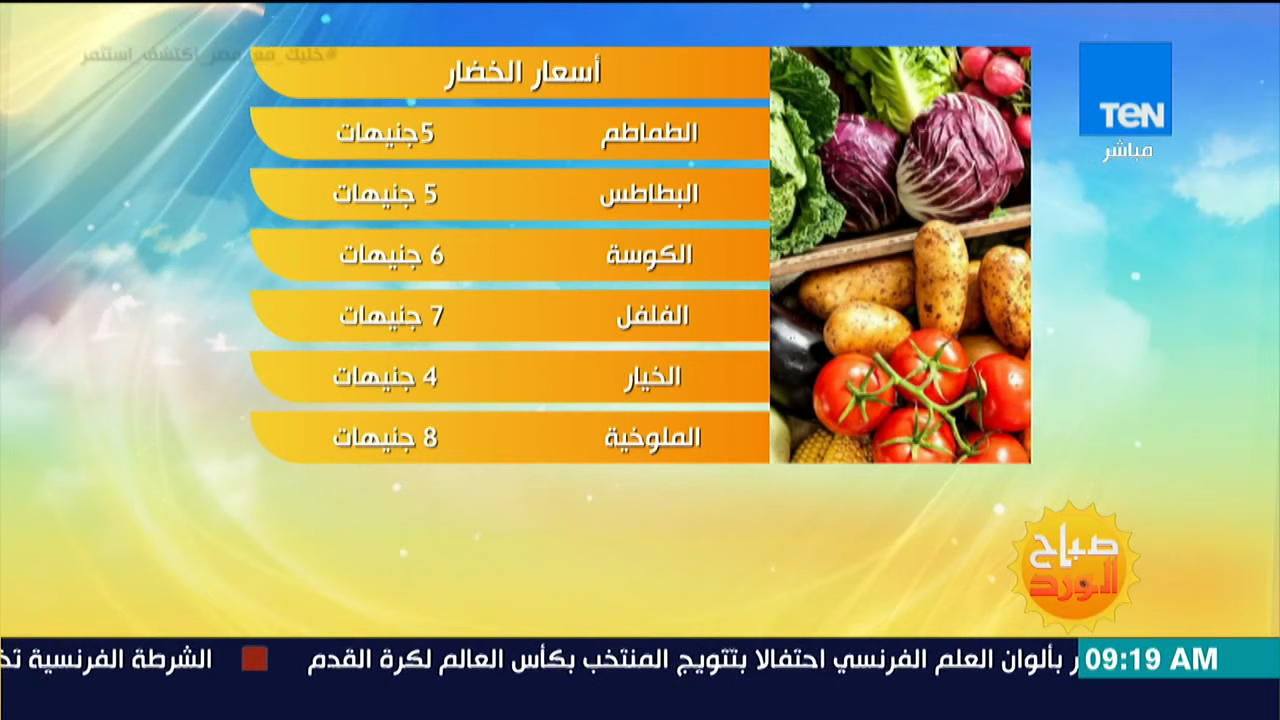 #خليك_مع_مصر_اكتشف_استثمر
TEN
مباشر
أسعار الخضار
الطماطم 5جنيهات
البطاطس 5 جنيهات
الكوسة 6 جنيهات
الفلفل 7 جنيهات
الخيار 4 جنيهات
الملوخية 8 جنيهات
صباح
الورد
09:19 AM
ر بألوان العلم الفرنسي احتفالا بتتويج المنتخب بكأس العالم لكرة القدم
الشرطة الفرنسية تخ